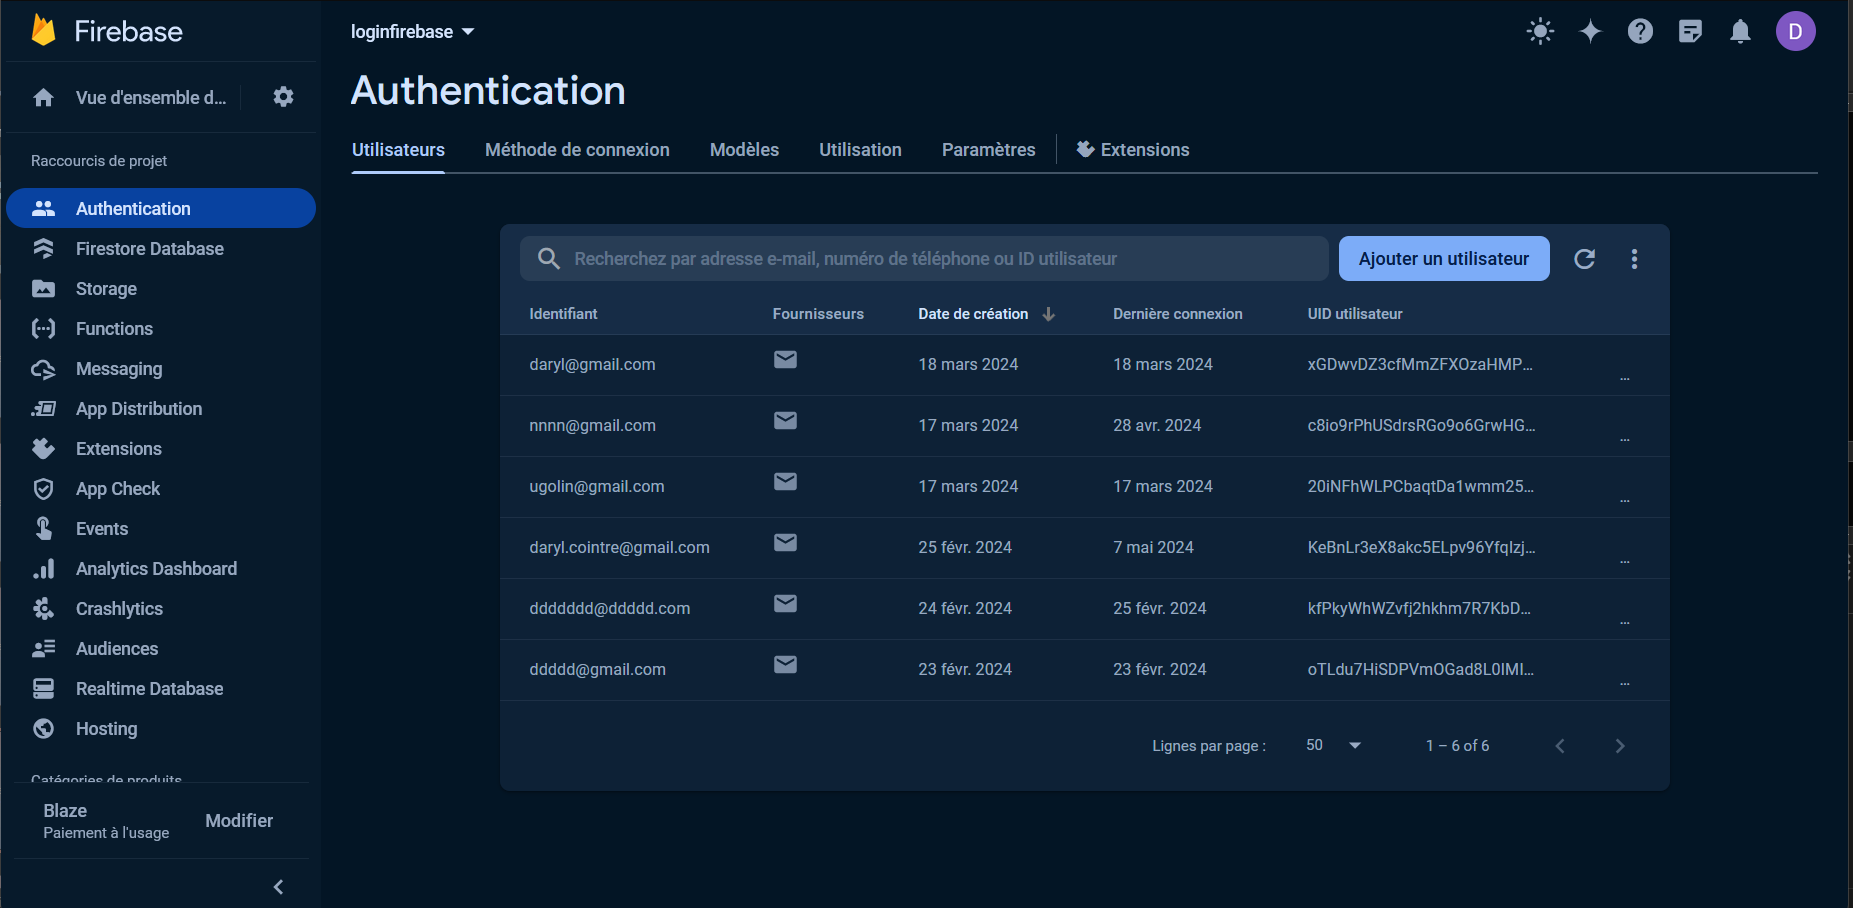 Firebase
Vue d'ensemble d...
Raccourcis de projet
Authentication
Firestore Database
Storage
Functions
Messaging
App Distribution
Extensions
App Check
Events
Analytics Dashboard
Crashlytics
Audiences
Realtime Database
Hosting
Catégories de produits
Blaze
Paiement à l'usage
Modifier
loginfirebase
D
Authentication
Utilisateurs Méthode de connexion Modèles Utilisation Paramètres Extensions
Recherchez par adresse e-mail, numéro de téléphone ou ID utilisateur
Ajouter un utilisateur
Identifiant Fournisseurs Date de création Dernière connexion UID utilisateur
daryl@gmail.com 18 mars 2024 18 mars 2024 xGDwvDZ3cfMmZFXOzaHMP... ...
nnnn@gmail.com 17 mars 2024 28 avr. 2024 c8io9rPhUSdrsRGo9o6GrwHG... ...
ugolin@gmail.com 17 mars 2024 17 mars 2024 20iNFhWLPCbaqtDa1wmm25... ...
daryl.cointre@gmail.com 25 févr. 2024 7 mai 2024 KeBnLr3eX8akc5ELpv96YfqIzj... ...
ddddddd@ddddd.com 24 févr. 2024 25 févr. 2024 kfPkyWhWZvfj2hkhm7R7KbD... ...
ddddd@gmail.com 23 févr. 2024 23 févr. 2024 oTLdu7HiSDPVmOGad8L0IMI... ...
Lignes par page : 50 1 – 6 of 6